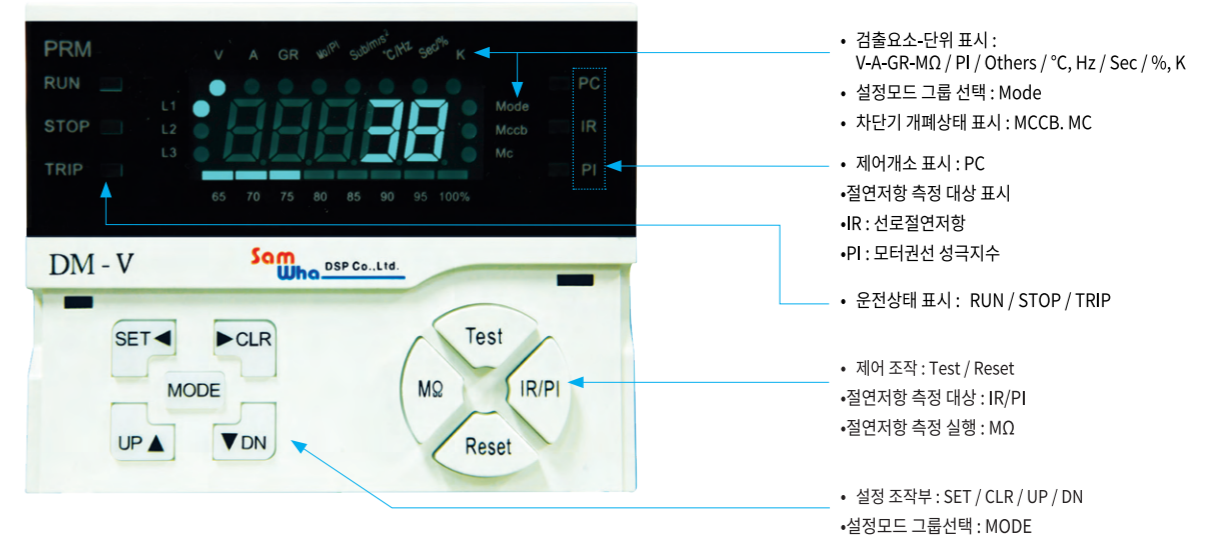 PRM
V A GR MΩ/PI Sub/m/s² °C/Hz Sec/% K
RUN
STOP
TRIP
L1
L2
L3
38
Mode
Mccb
Mc
PC
IR
PI
65 70 75 80 85 90 95 100%
DM - V
Sam
Wha DSP Co.,Ltd.
SET◀ ▶CLR
MODE
UP▲ ▼DN
Test
MΩ IR/PI
Reset
• 검출요소-단위 표시 :
V-A-GR-MΩ / PI / Others / °C, Hz / Sec / %, K
• 설정모드 그룹 선택 : Mode
• 차단기 개폐상태 표시 : MCCB. MC
• 제어개소 표시 : PC
•절연저항 측정 대상 표시
•IR : 선로절연저항
•PI : 모터권선 성극지수
• 운전상태 표시 : RUN / STOP / TRIP
• 제어 조작 : Test / Reset
•절연저항 측정 대상 : IR/PI
•절연저항 측정 실행 : MΩ
• 설정 조작부 : SET / CLR / UP / DN
•설정모드 그룹선택 : MODE